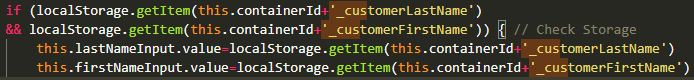 if (localStorage.getItem(this.containerId+'_customerLastName')
&& localStorage.getItem(this.containerId+'_customerFirstName')) { // Check Storage
this.lastNameInput.value=localStorage.getItem(this.containerId+'_customerLastName')
this.firstNameInput.value=localStorage.getItem(this.containerId+'_customerFirstName')